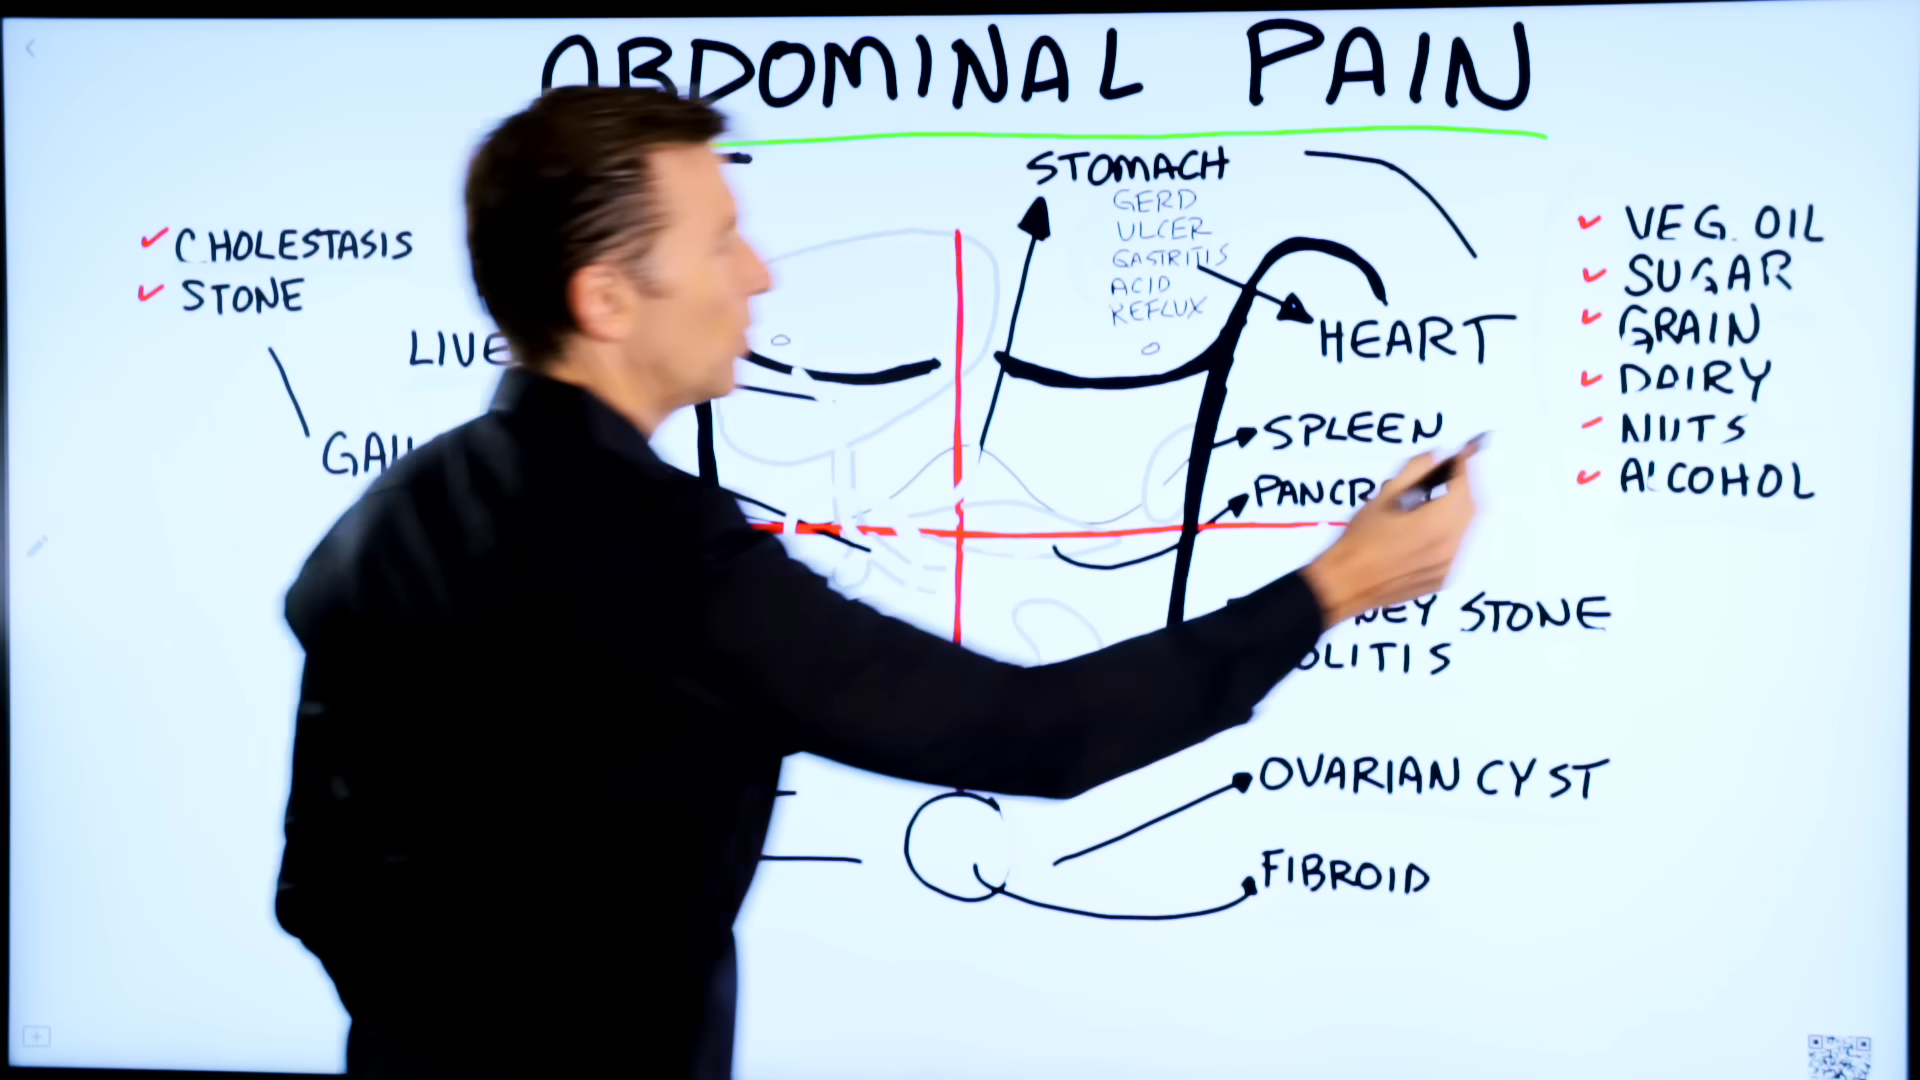 ABDOMINAL PAIN
STOMACH
GERD
ULCER
GASTRITIS
ACID
REFLUX
CHOLESTASIS
STONE
HEART
SPLEEN
STONE
OVARIAN CYST
FIBROID
VEG. OIL
SUGAR
GRAIN
DAIRY
NUTS
ALCOHOL